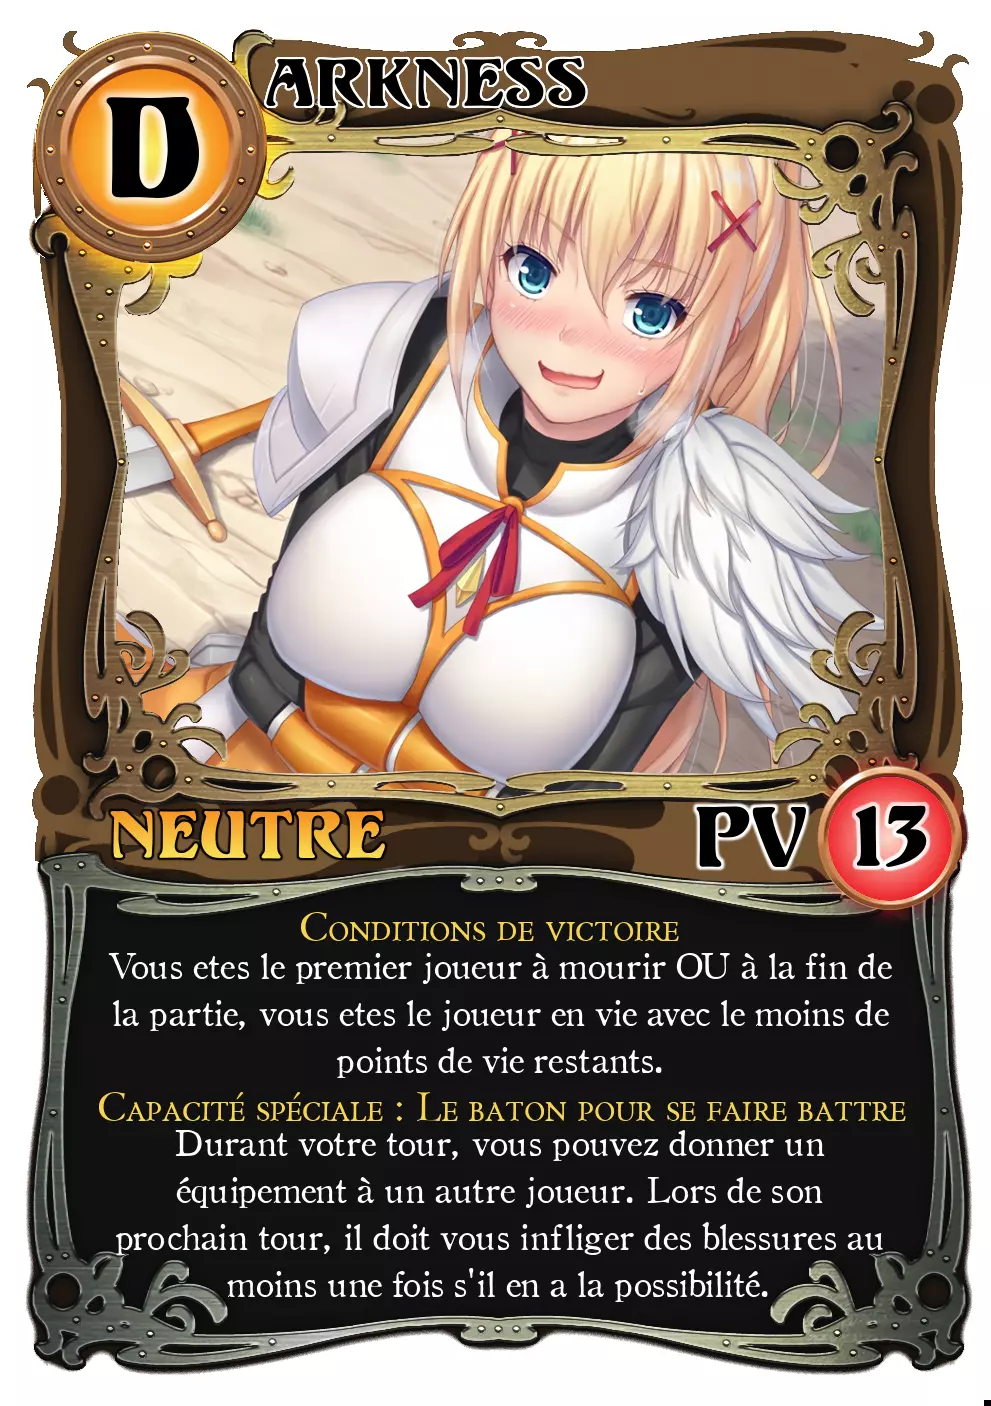 DARKNESS
NEUTRE
PV 13
Conditions de victoire
Vous etes le premier joueur à mourir OU à la fin de
la partie, vous etes le joueur en vie avec le moins de
points de vie restants.
Capacité spéciale : Le baton pour se faire battre
Durant votre tour, vous pouvez donner un
équipement à un autre joueur. Lors de son
prochain tour, il doit vous infliger des blessures au
moins une fois s'il en a la possibilité.